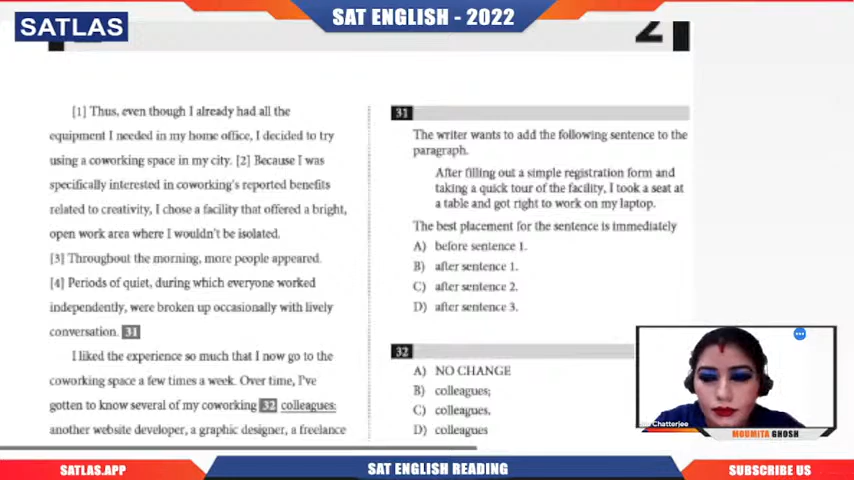 SATLAS
SAT ENGLISH - 2022
2
[1] Thus, even though I already had all the
equipment I needed in my home office, I decided to try
using a coworking space in my city. [2] Because I was
specifically interested in coworking's reported benefits
related to creativity, I chose a facility that offered a bright,
open work area where I wouldn't be isolated.
[3] Throughout the morning, more people appeared.
[4] Periods of quiet, during which everyone worked
independently, were broken up occasionally with lively
conversation. 31
I liked the experience so much that I now go to the
coworking space a few times a week. Over time, I've
gotten to know several of my coworking 32 colleagues:
another website developer, a graphic designer, a freelance
31
The writer wants to add the following sentence to the
paragraph.
After filling out a simple registration form and
taking a quick tour of the facility, I took a seat at
a table and got right to work on my laptop.
The best placement for the sentence is immediately
A) before sentence 1.
B) after sentence 1.
C) after sentence 2.
D) after sentence 3.
32
A) NO CHANGE
B) colleagues;
C) colleagues,
D) colleagues
Chatterjee
MOUMITA GHOSH
SATLAS.APP
SAT ENGLISH READING
SUBSCRIBE US